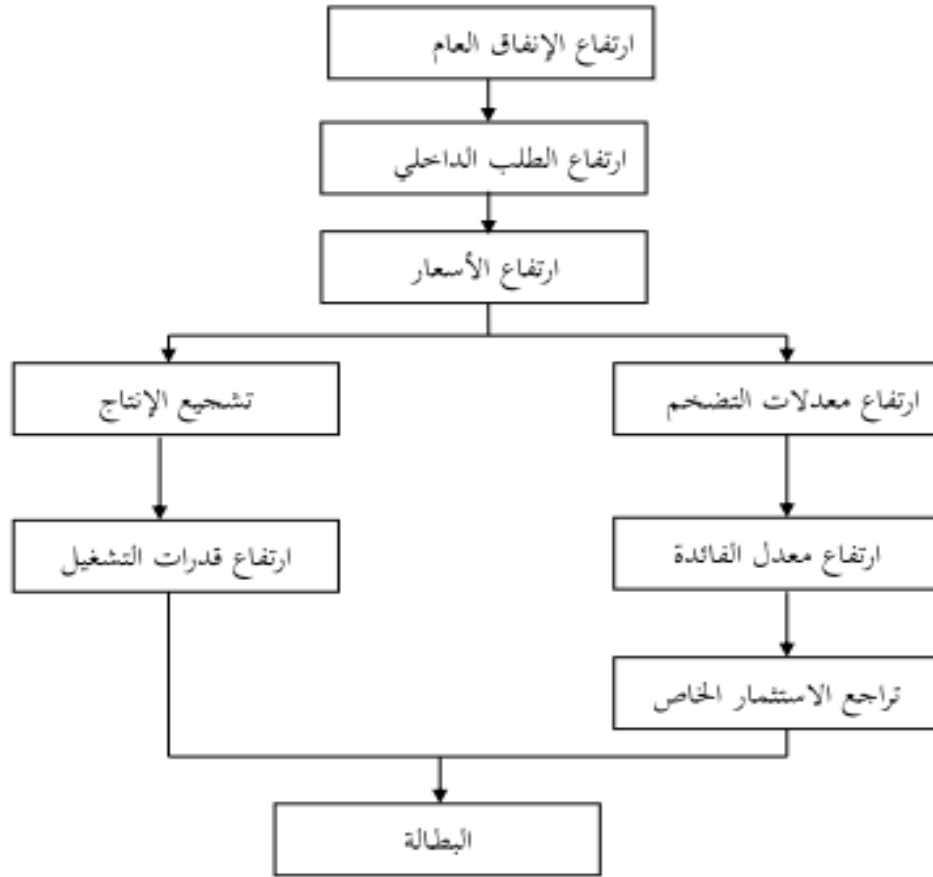 ارتفاع الإنفاق العام
ارتفاع الطلب الداخلي
ارتفاع الأسعار
ارتفاع معدلات التضخم
تشجيع الإنتاج
ارتفاع معدل الفائدة
ارتفاع قدرات التشغيل
تراجع الاستثمار الخاص
البطالة